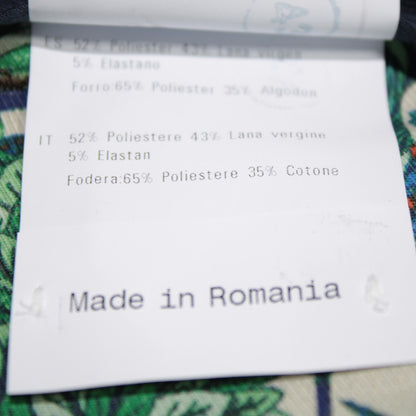 ES 52% Poliester 43% Lana virgen
5% Elastano
Forro:65% Poliester 35% Algodon
IT 52% Poliestere 43% Lana vergine
5% Elastan
Fodera:65% Poliestere 35% Cotone
Made in Romania